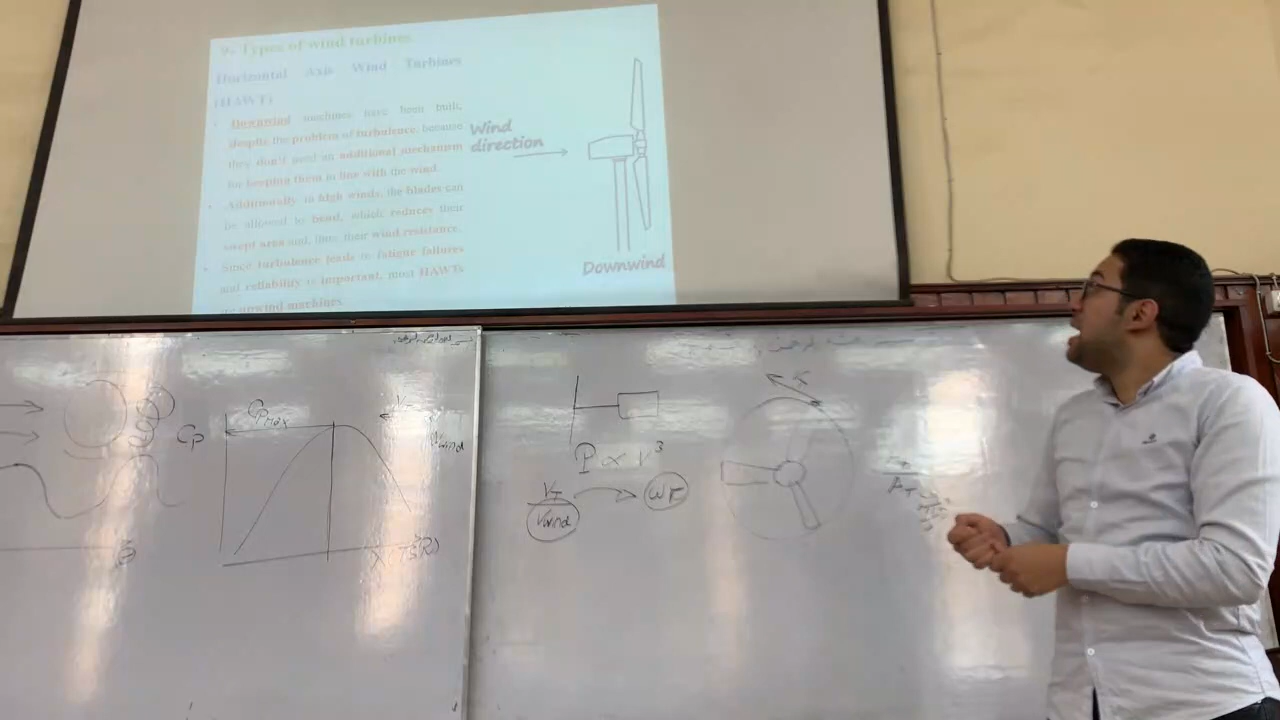 9- Types of wind turbines
Horizontal Axis Wind Turbines
(HAWT)
• Downwind machines have been built,
despite the problem of turbulence, because
they don't need an additional mechanism
for keeping them in line with the wind.
• Additionally, in high winds, the blades can
be allowed to bend, which reduces their
swept area and, thus, their wind resistance.
• Since turbulence leads to fatigue failures
and reliability is important, most HAWTs
are upwind machines.
Wind
direction
Downwind
Cp
CpMax
Vwind
P ∝ V³
Vwind